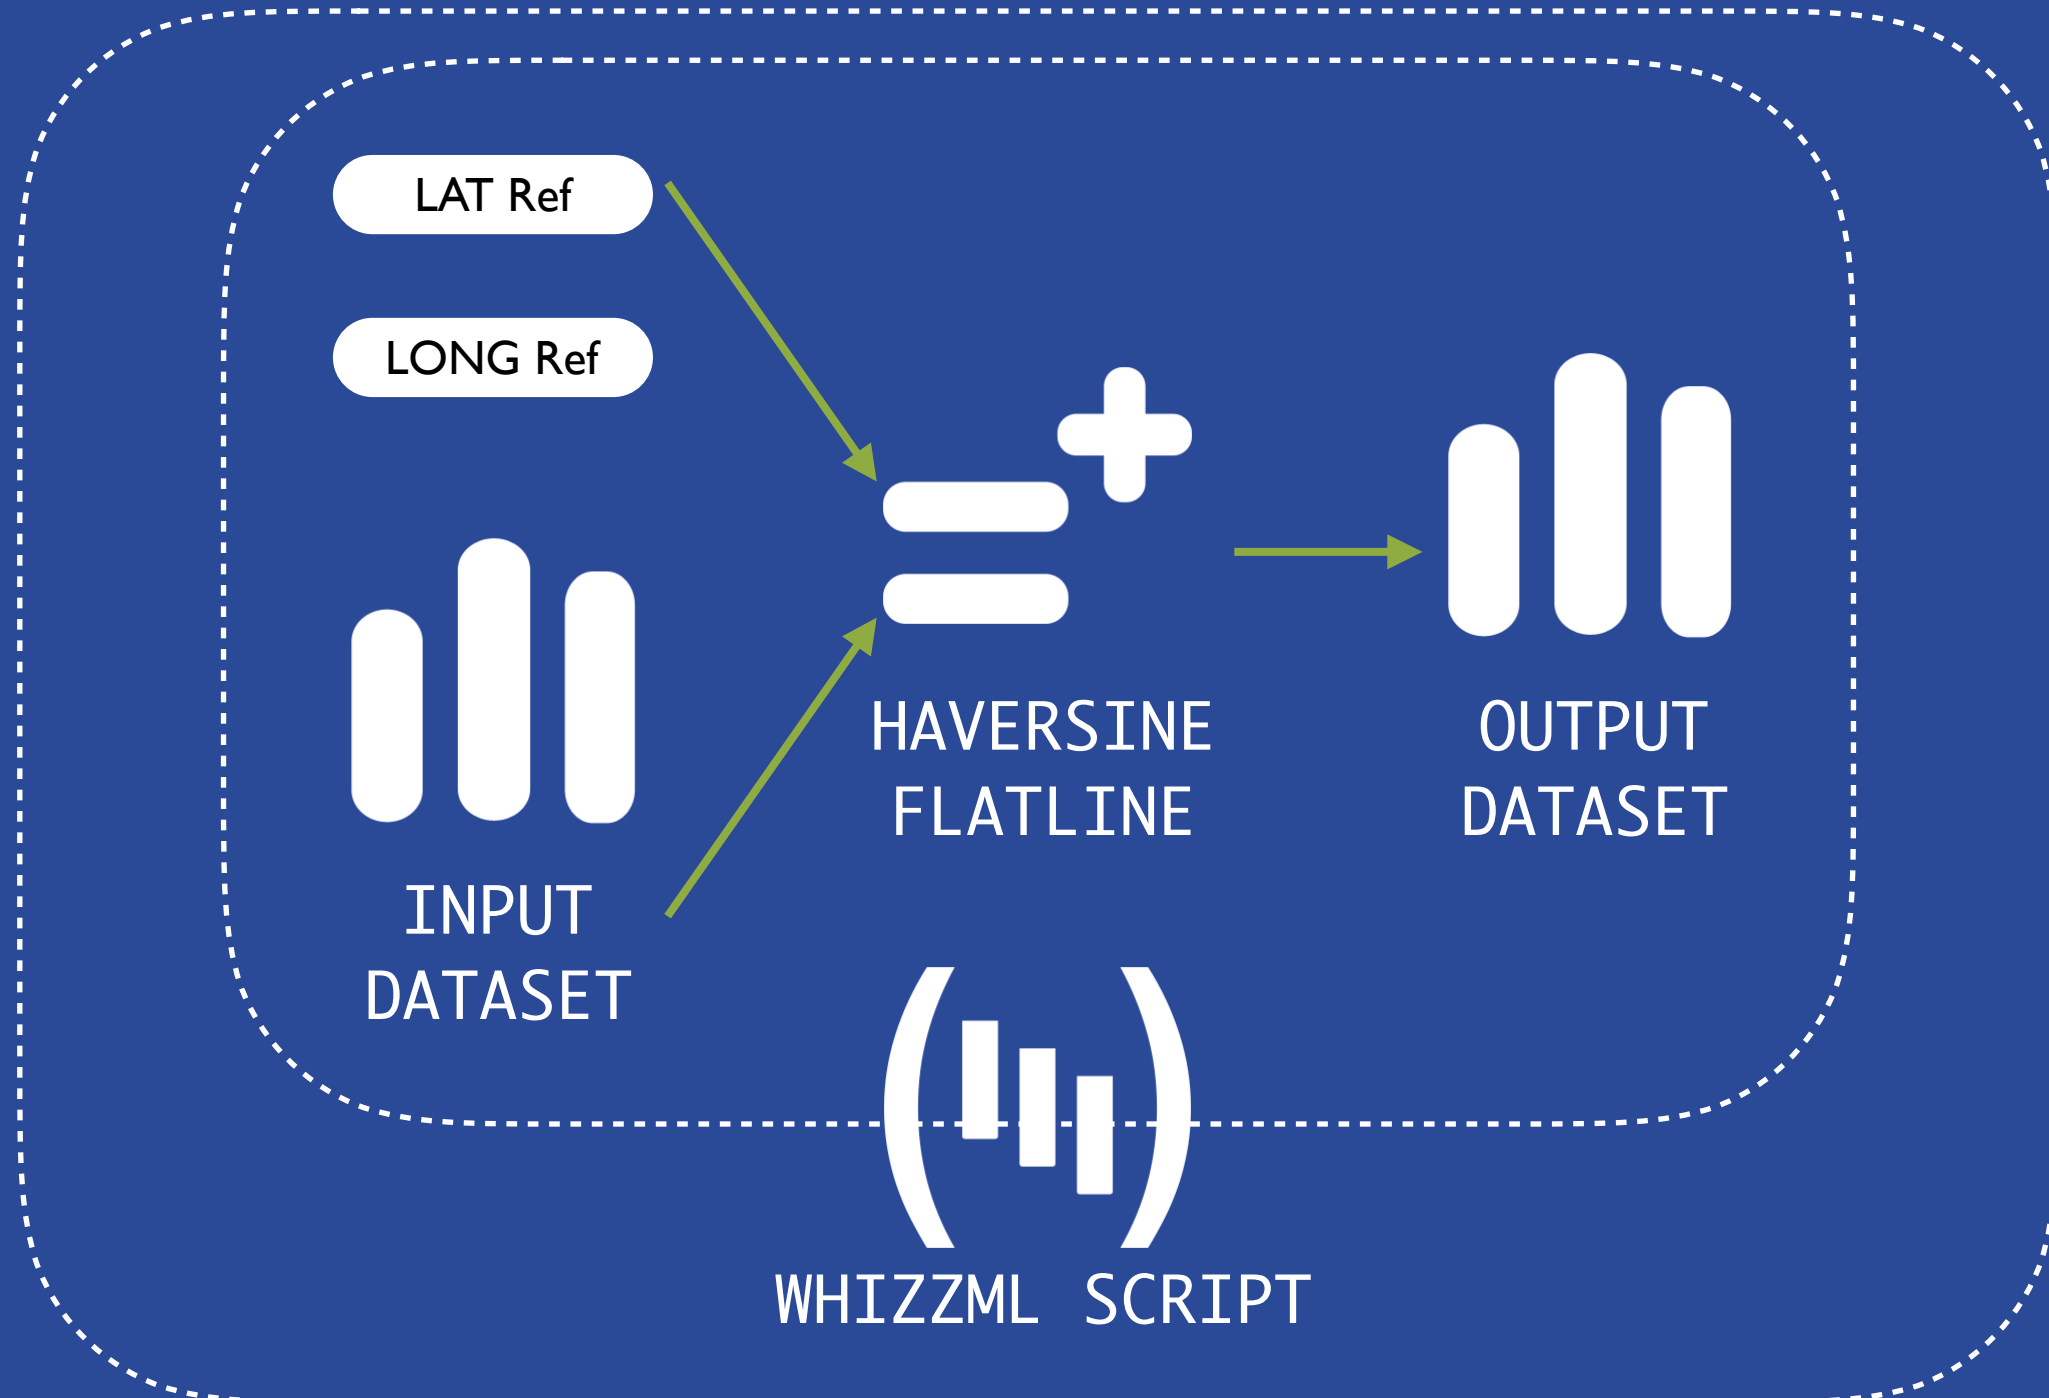 LAT Ref
LONG Ref
INPUT
DATASET
HAVERSINE
FLATLINE
OUTPUT
DATASET
WHIZZML SCRIPT